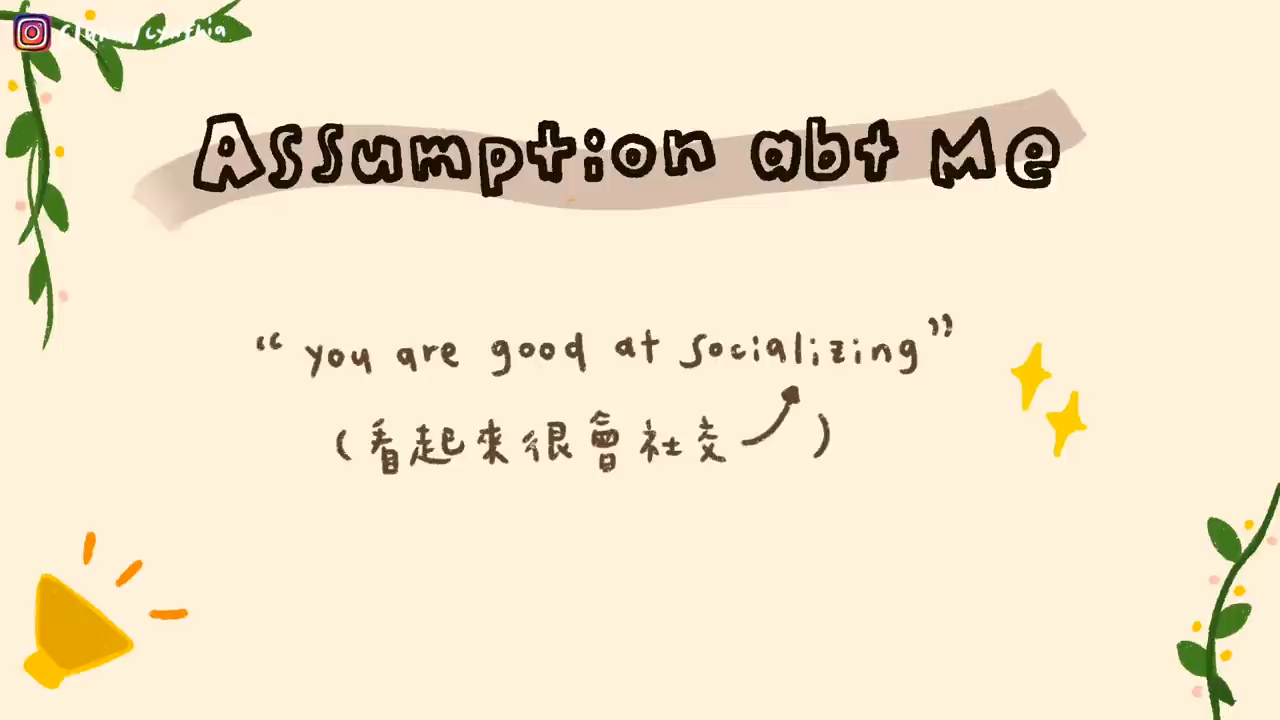 Assumption abt Me
“you are good at socializing”
(看起來很會社交)